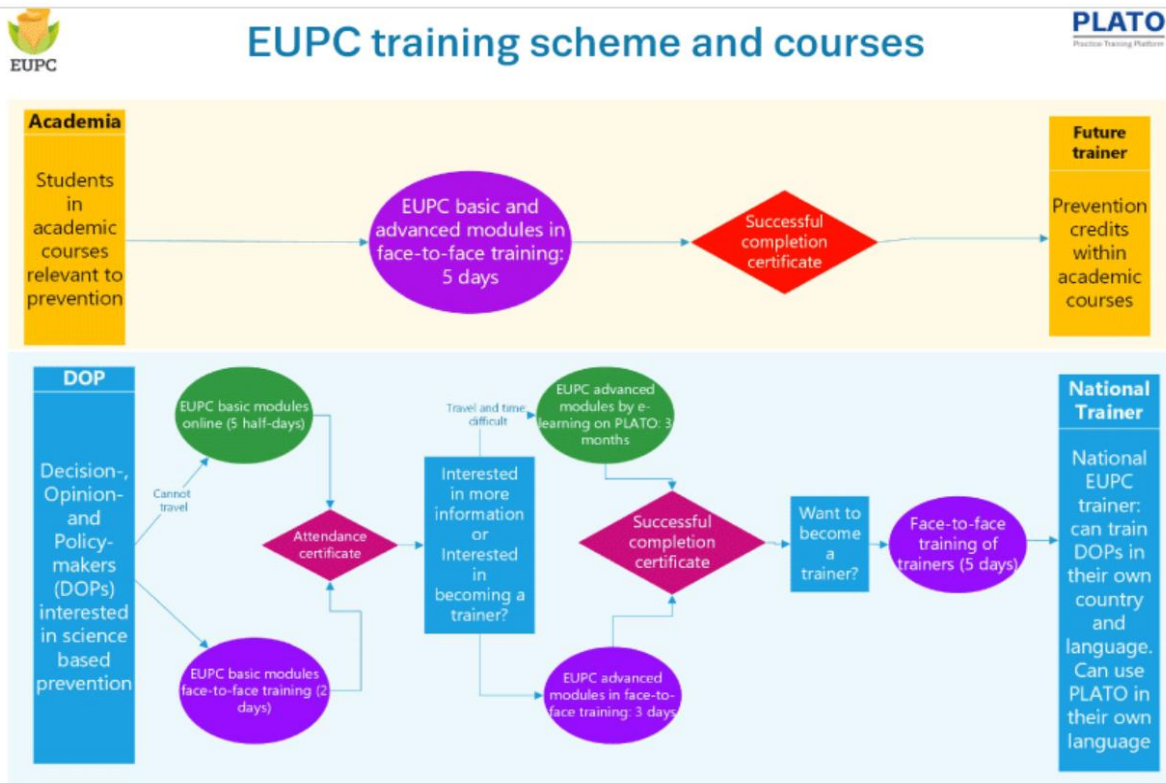 EUPC
EUPC training scheme and courses
PLATO
Practice Training Platform
Academia
Students
in
academic
courses
relevant to
prevention
EUPC basic and
advanced modules in
face-to-face training:
5 days
Successful
completion
certificate
Future
trainer
Prevention
credits
within
academic
courses
DOP
Decision-,
Opinion-
and
Policy-
makers
(DOPs)
interested
in science
based
prevention
Cannot
travel
EUPC basic modules
online (5 half-days)
EUPC basic modules
face-to-face training (2
days)
Attendance
certificate
Interested
in more
information
or
Interested
in
becoming a
trainer?
Travel and time
difficult
EUPC advanced
modules by e-
learning on PLATO: 3
months
EUPC advanced
modules in face-to-
face training: 3 days
Successful
completion
certificate
Want to
become
a
trainer?
Face-to-face
training of
trainers (5 days)
National
Trainer
National
EUPC
trainer:
can train
DOPs in
their own
country
and
language.
Can use
PLATO in
their own
language